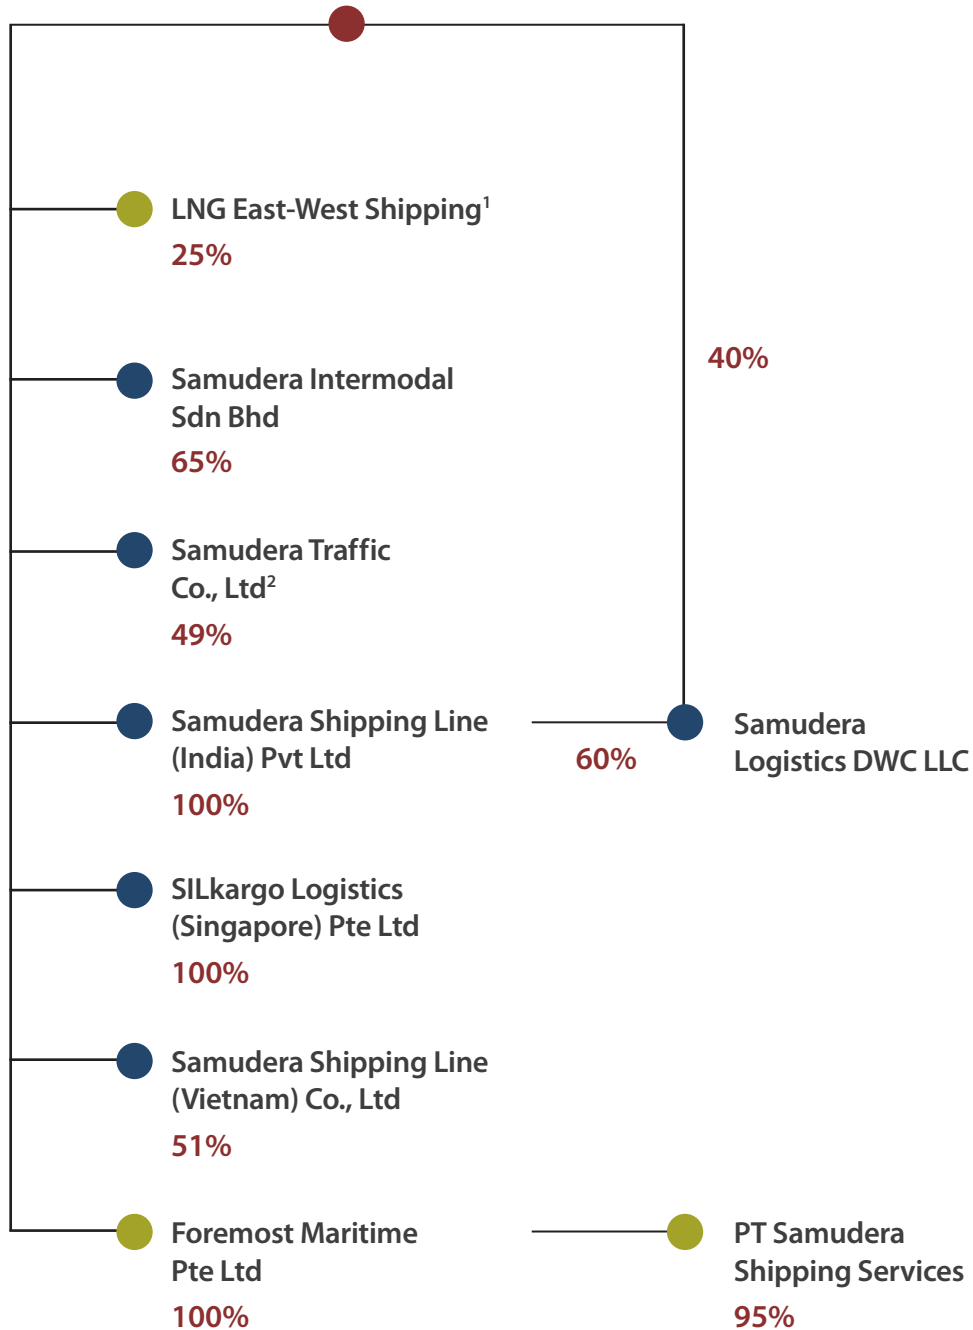 LNG East-West Shipping¹
25%
40%
Samudera Intermodal
Sdn Bhd
65%
Samudera Traffic
Co., Ltd²
49%
Samudera Shipping Line
(India) Pvt Ltd
100%
60%
Samudera
Logistics DWC LLC
SILkargo Logistics
(Singapore) Pte Ltd
100%
Samudera Shipping Line
(Vietnam) Co., Ltd
51%
Foremost Maritime
Pte Ltd
100%
PT Samudera
Shipping Services
95%